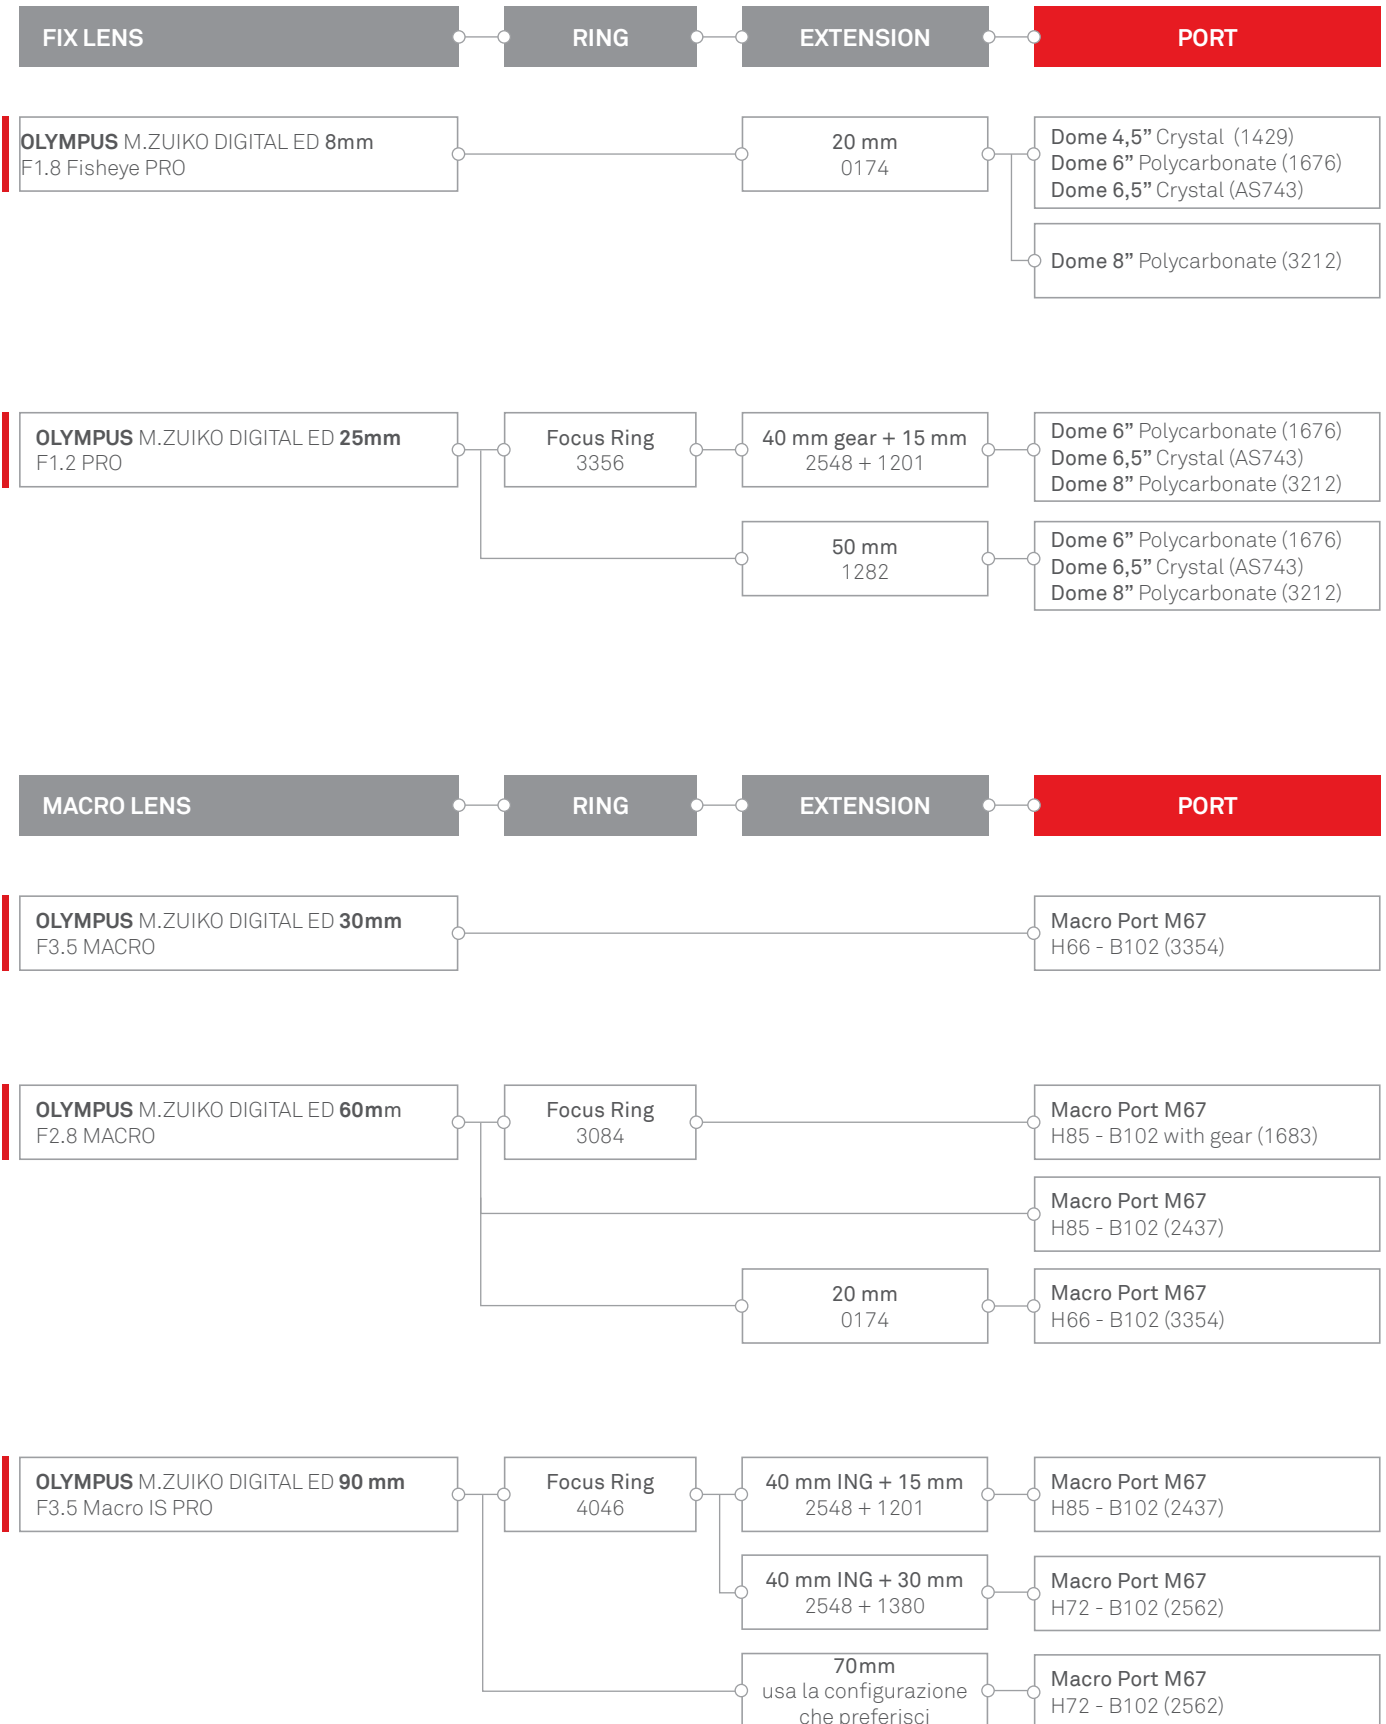 FIX LENS
RING
EXTENSION
PORT
OLYMPUS M.ZUIKO DIGITAL ED 8mm
F1.8 Fisheye PRO
20 mm
0174
Dome 4,5” Crystal (1429)
Dome 6” Polycarbonate (1676)
Dome 6,5” Crystal (AS743)
Dome 8” Polycarbonate (3212)
OLYMPUS M.ZUIKO DIGITAL ED 25mm
F1.2 PRO
Focus Ring
3356
40 mm gear + 15 mm
2548 + 1201
Dome 6” Polycarbonate (1676)
Dome 6,5” Crystal (AS743)
Dome 8” Polycarbonate (3212)
50 mm
1282
Dome 6” Polycarbonate (1676)
Dome 6,5” Crystal (AS743)
Dome 8” Polycarbonate (3212)
MACRO LENS
RING
EXTENSION
PORT
OLYMPUS M.ZUIKO DIGITAL ED 30mm
F3.5 MACRO
Macro Port M67
H66 - B102 (3354)
OLYMPUS M.ZUIKO DIGITAL ED 60mm
F2.8 MACRO
Focus Ring
3084
Macro Port M67
H85 - B102 with gear (1683)
Macro Port M67
H85 - B102 (2437)
20 mm
0174
Macro Port M67
H66 - B102 (3354)
OLYMPUS M.ZUIKO DIGITAL ED 90 mm
F3.5 Macro IS PRO
Focus Ring
4046
40 mm ING + 15 mm
2548 + 1201
Macro Port M67
H85 - B102 (2437)
40 mm ING + 30 mm
2548 + 1380
Macro Port M67
H72 - B102 (2562)
70mm
usa la configurazione
che preferisci
Macro Port M67
H72 - B102 (2562)